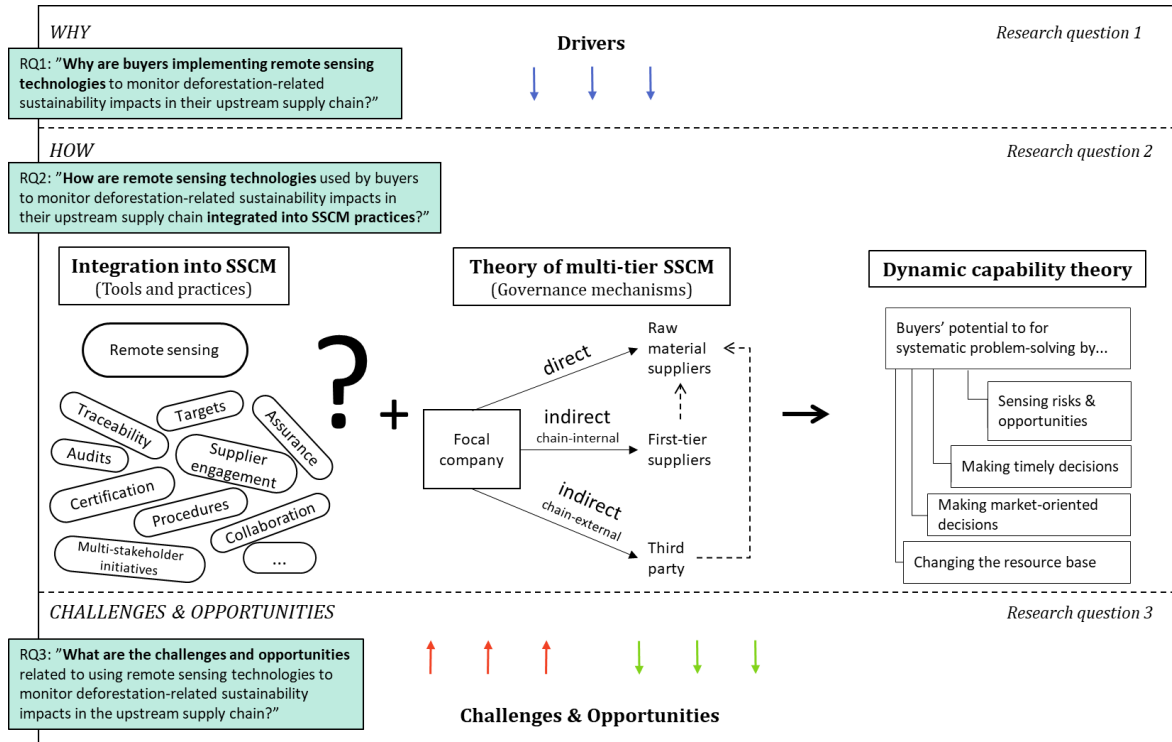 WHY
Research question 1
RQ1: ”Why are buyers implementing remote sensing
technologies to monitor deforestation-related
sustainability impacts in their upstream supply chain?”
Drivers
HOW
Research question 2
RQ2: ”How are remote sensing technologies used by buyers
to monitor deforestation-related sustainability impacts in
their upstream supply chain integrated into SSCM practices?”
Integration into SSCM
(Tools and practices)
Remote sensing
Traceability
Targets
Assurance
Audits
Supplier
engagement
Certification
Procedures
Collaboration
Multi-stakeholder
initiatives
...
?
+
Theory of multi-tier SSCM
(Governance mechanisms)
Focal
company
direct
indirect
chain-internal
indirect
chain-external
Raw
material
suppliers
First-tier
suppliers
Third
party
Dynamic capability theory
Buyers’ potential to for
systematic problem-solving by...
Sensing risks &
opportunities
Making timely decisions
Making market-oriented
decisions
Changing the resource base
CHALLENGES & OPPORTUNITIES
Research question 3
RQ3: ”What are the challenges and opportunities
related to using remote sensing technologies to
monitor deforestation-related sustainability
impacts in the upstream supply chain?”
Challenges & Opportunities